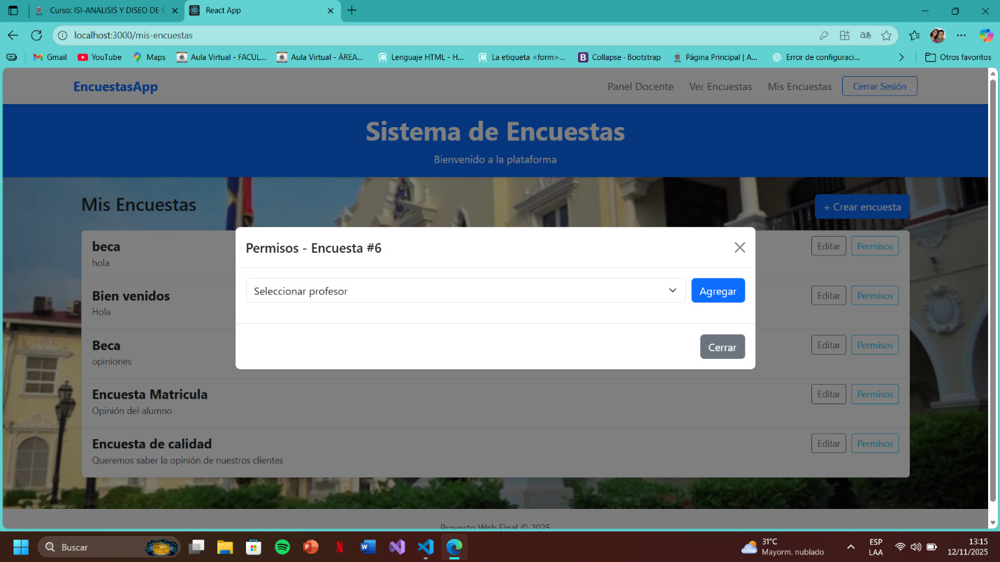 Curso: ISI-ANALISIS Y DISEO DE S
React App
localhost:3000/mis-encuestas
Gmail
YouTube
Maps
Aula Virtual - FACUL...
Aula Virtual - ÁREA...
Lenguaje HTML - H...
La etiqueta <form>...
Collapse · Bootstrap
Página Principal | A...
Error de configuraci...
Otros favoritos
EncuestasApp
Panel Docente
Ver Encuestas
Mis Encuestas
Cerrar Sesión
Sistema de Encuestas
Bienvenido a la plataforma
Mis Encuestas
+ Crear encuesta
beca
hola
Editar
Permisos
Permisos - Encuesta #6
Seleccionar profesor
Agregar
Cerrar
Bien venidos
Hola
Editar
Permisos
Beca
opiniones
Editar
Permisos
Encuesta Matricula
Opinión del alumno
Editar
Permisos
Encuesta de calidad
Queremos saber la opinión de nuestros clientes
Editar
Permisos
Proyecto Web Final © 2025
Buscar
31°C
Mayorm. nublado
ESP
LAA
13:15
12/11/2025